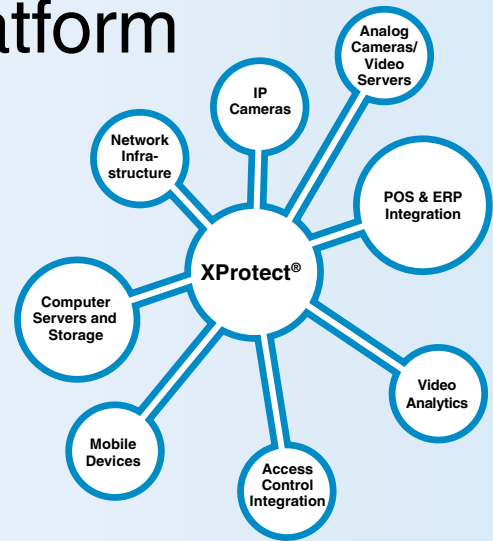 atform
Analog
Cameras/
Video
Servers
IP
Cameras
Network
Infra-
structure
POS & ERP
Integration
XProtect®
Computer
Servers and
Storage
Video
Analytics
Mobile
Devices
Access
Control
Integration